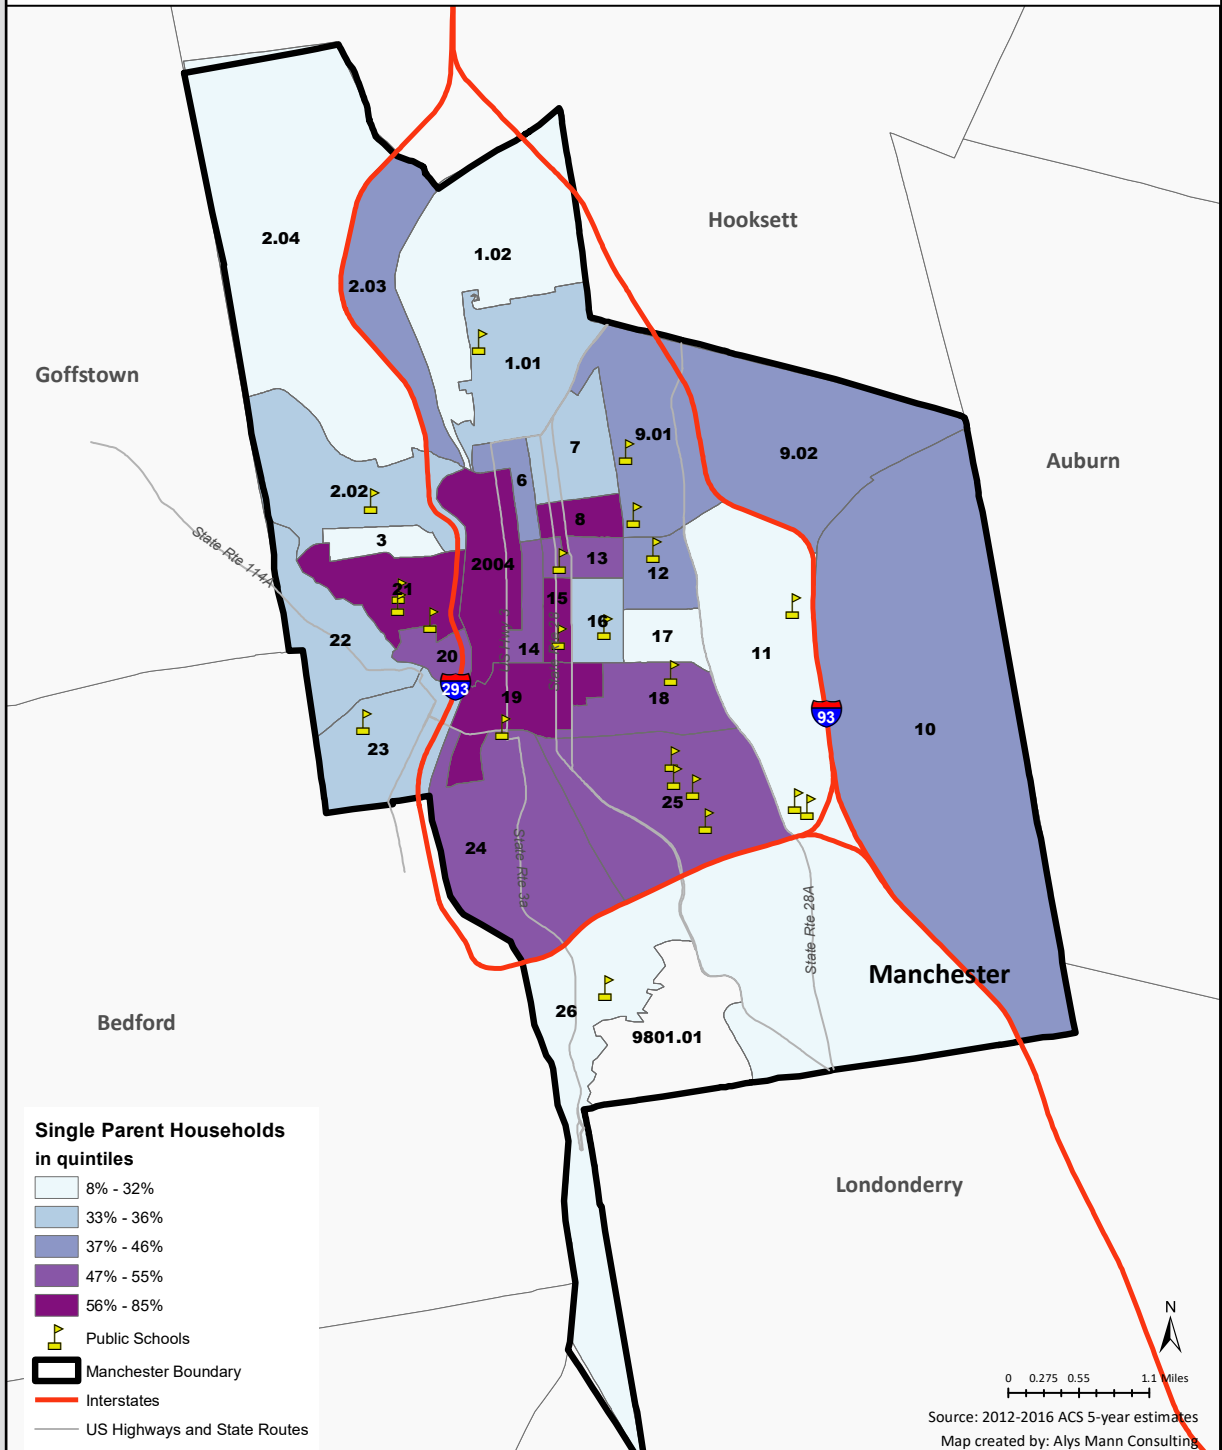 Hooksett
2.04
1.02
2.03
Goffstown
1.01
9.01
7
9.02
Auburn
6
2.02
8
3
State Rte 114A
2004
13
12
21
15
16
17
22
14
20
11
293
19
18
93
10
23
25
24
State Rte 3a
State Rte 28A
Manchester
26
Bedford
9801.01
Londonderry
Single Parent Households
in quintiles
8% - 32%
33% - 36%
37% - 46%
47% - 55%
56% - 85%
Public Schools
Manchester Boundary
Interstates
US Highways and State Routes
N
0 0.275 0.55 1.1 Miles
Source: 2012-2016 ACS 5-year estimates
Map created by: Alys Mann Consulting